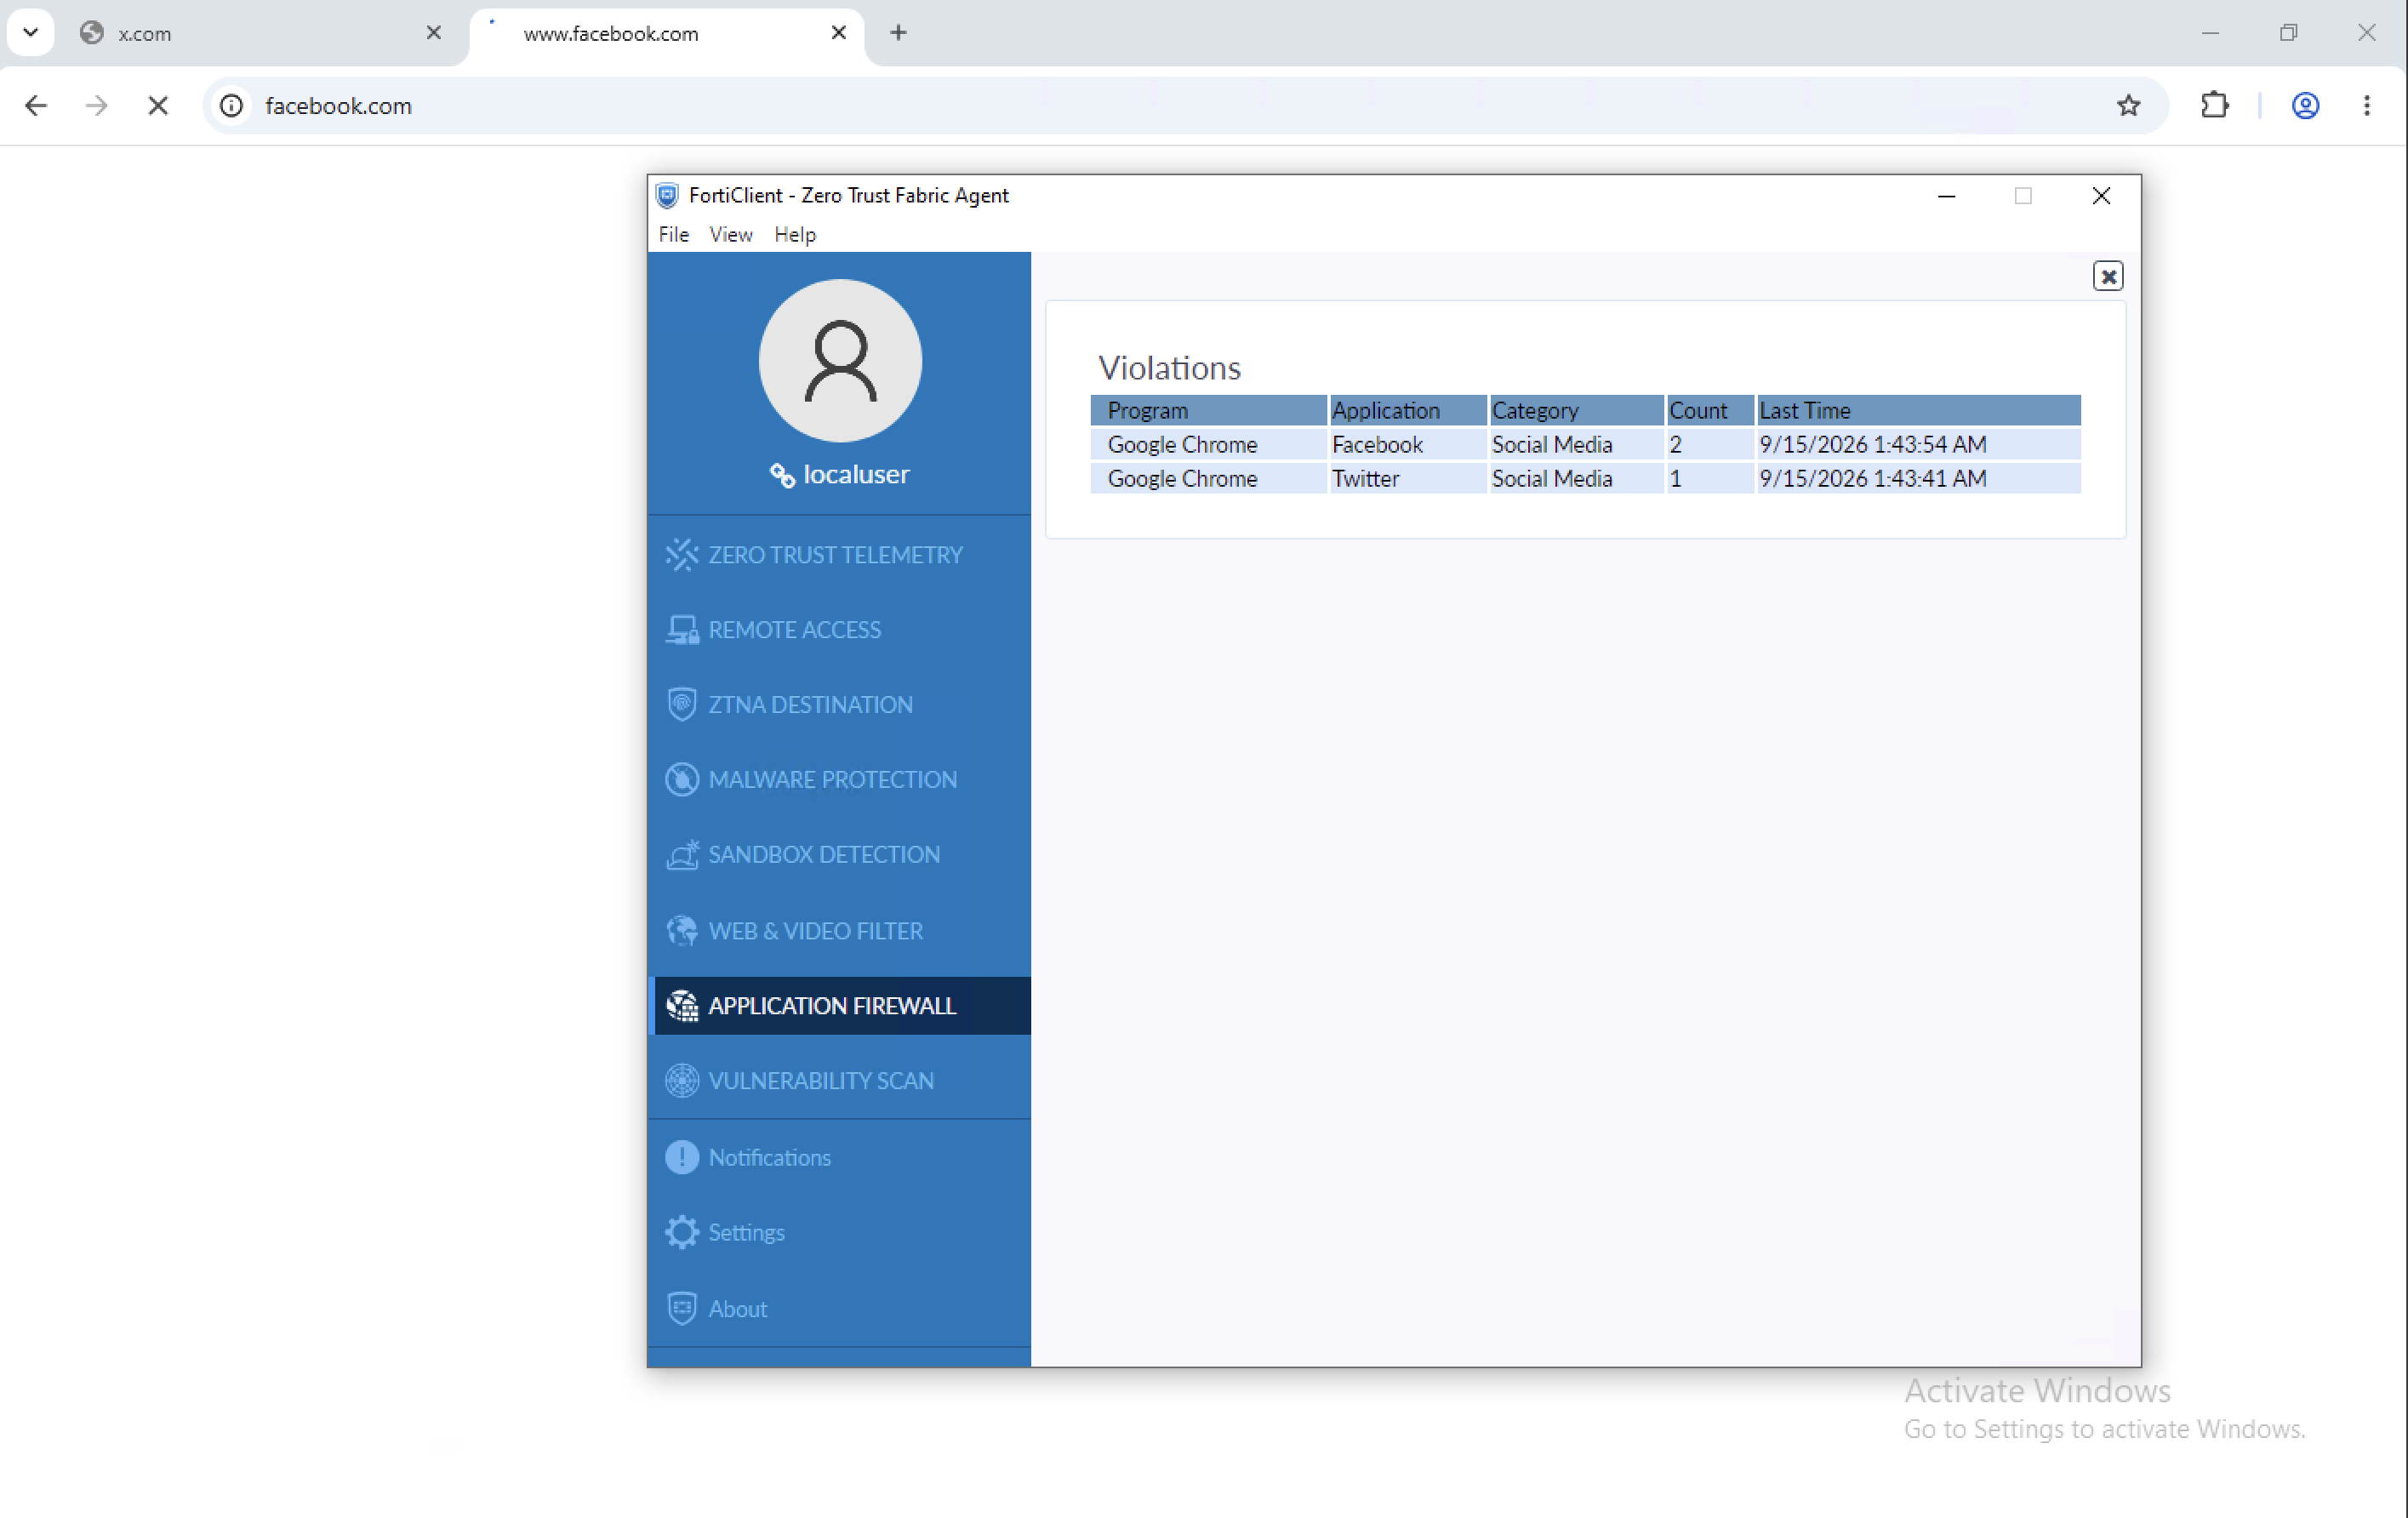 x.com
www.facebook.com
facebook.com
FortiClient - Zero Trust Fabric Agent
File View Help
localuser
ZERO TRUST TELEMETRY
REMOTE ACCESS
ZTNA DESTINATION
MALWARE PROTECTION
SANDBOX DETECTION
WEB & VIDEO FILTER
APPLICATION FIREWALL
VULNERABILITY SCAN
Notifications
Settings
About
Violations
Program Application Category Count Last Time
Google Chrome Facebook Social Media 2 9/15/2026 1:43:54 AM
Google Chrome Twitter Social Media 1 9/15/2026 1:43:41 AM
Activate Windows
Go to Settings to activate Windows.